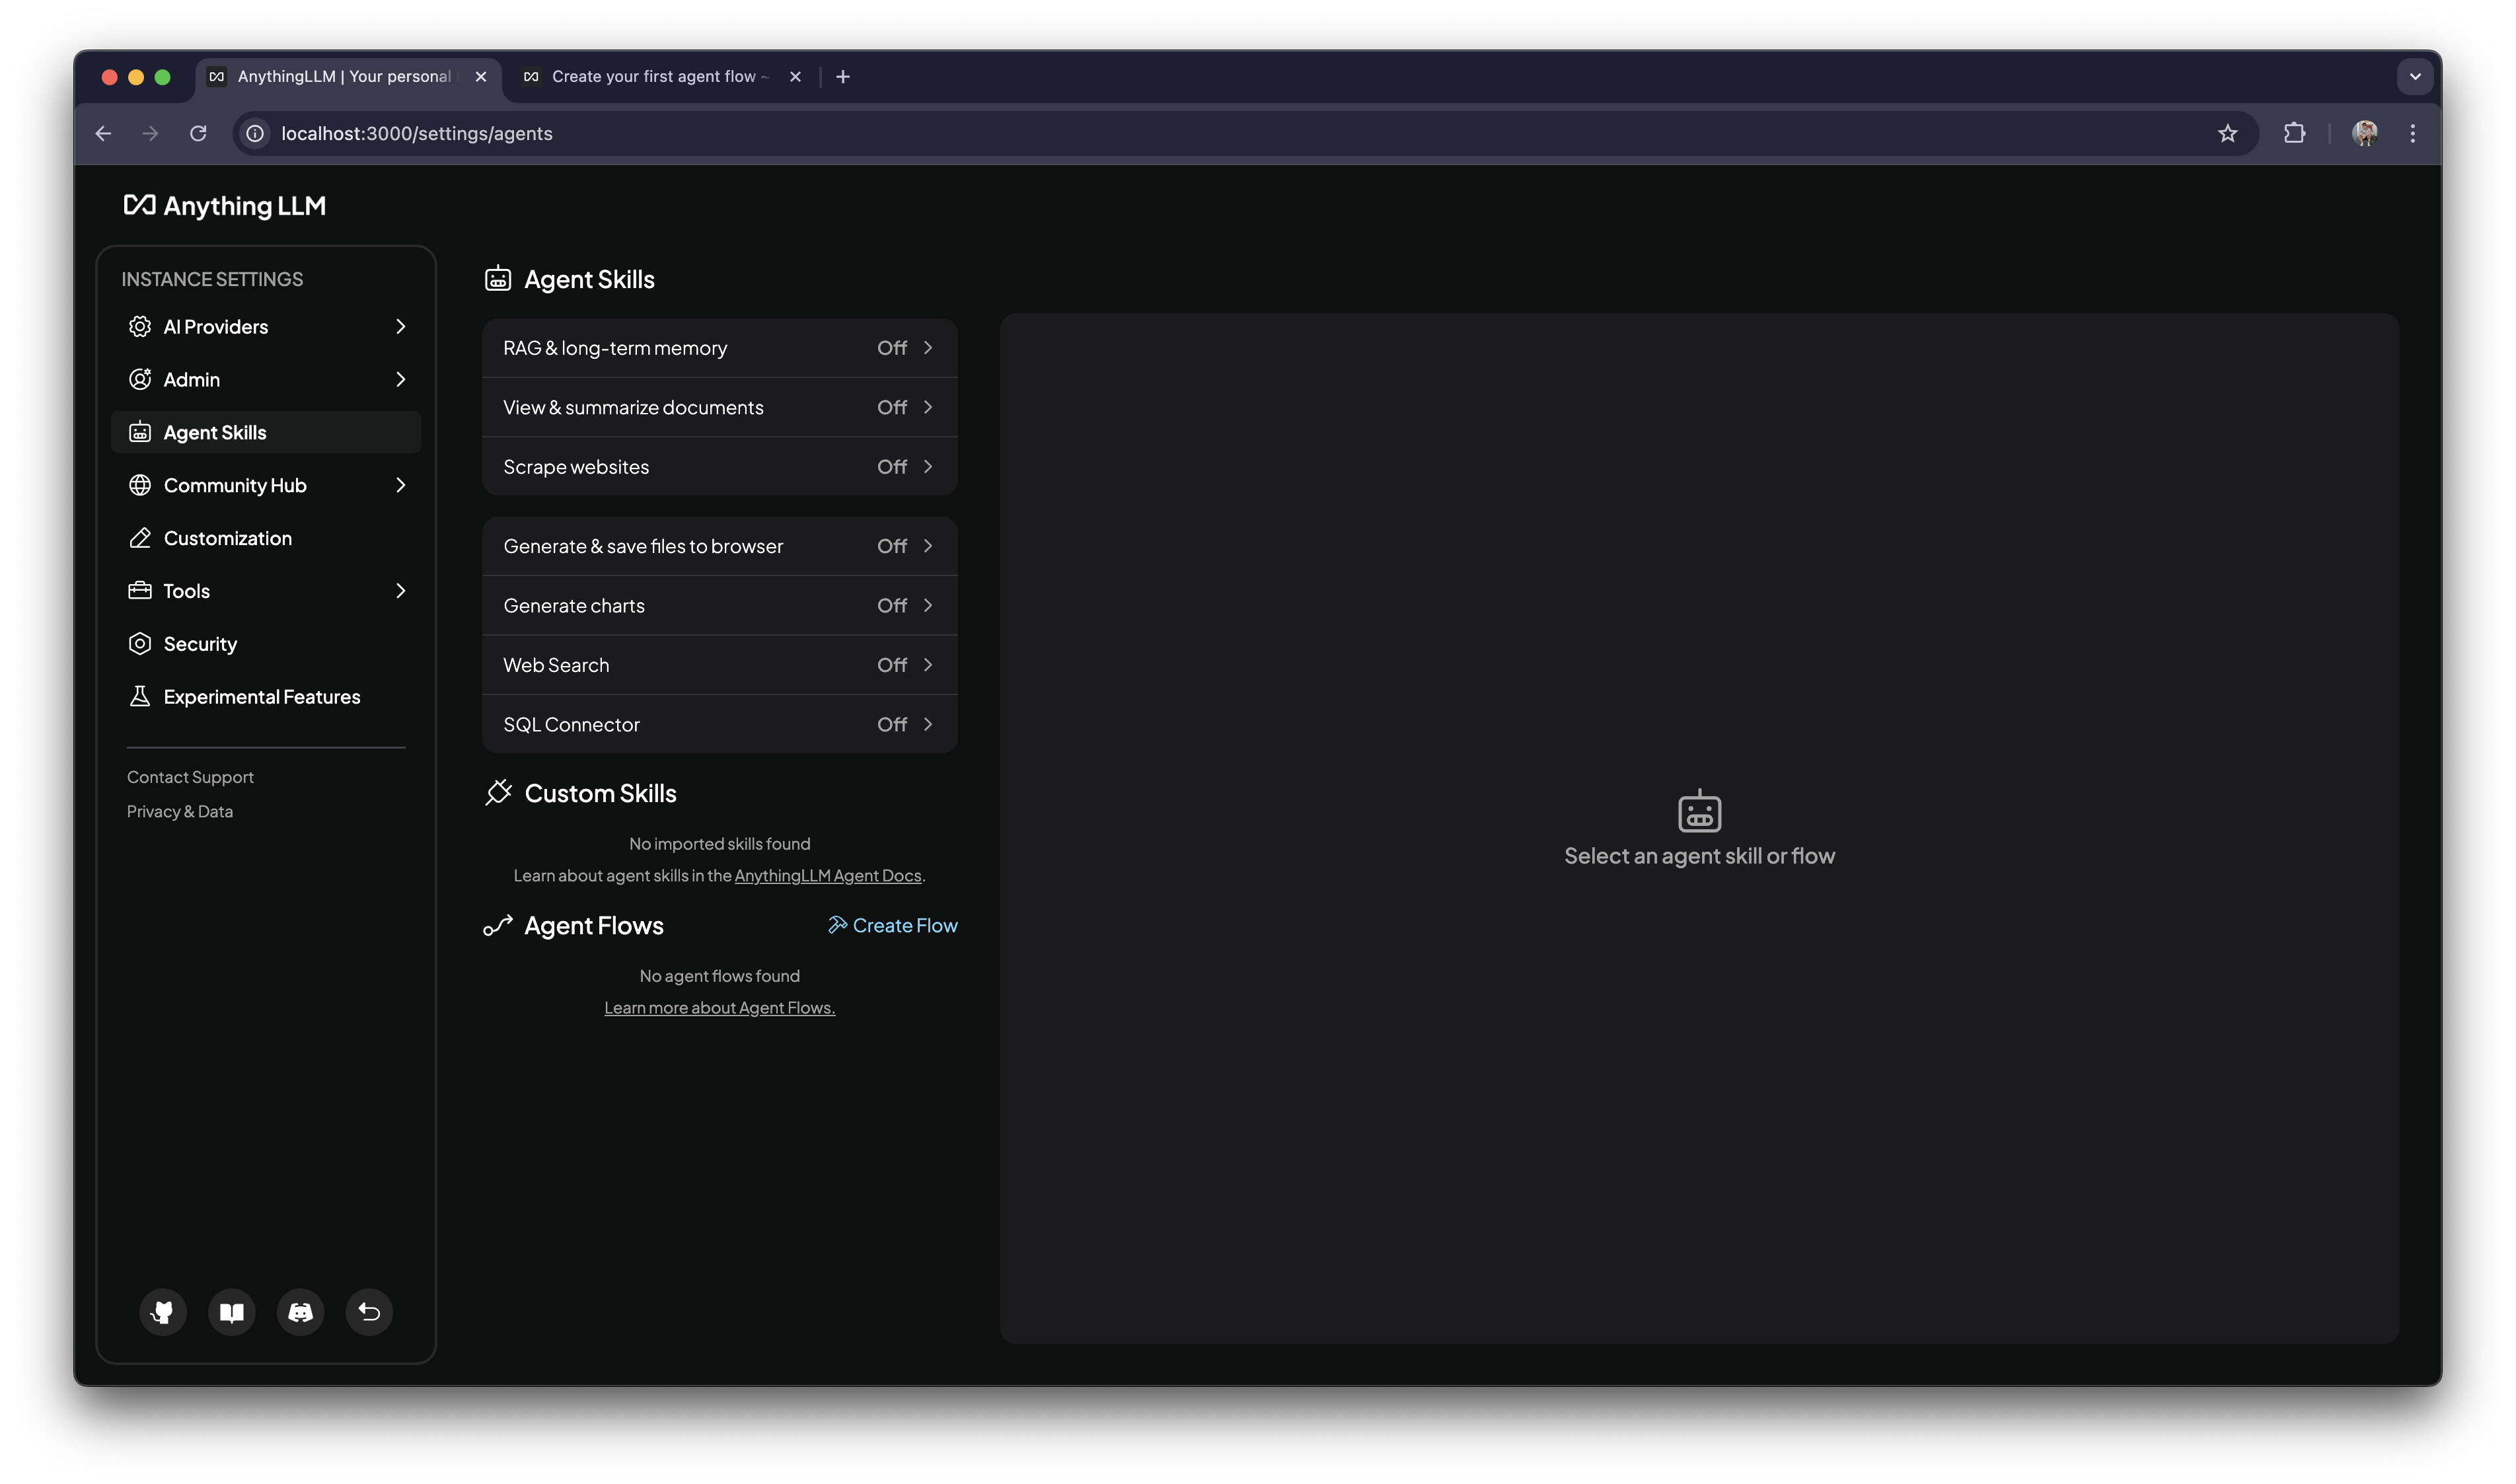 AnythingLLM | Your personal
Create your first agent flow ~
localhost:3000/settings/agents
Anything LLM
INSTANCE SETTINGS
AI Providers
Admin
Agent Skills
Community Hub
Customization
Tools
Security
Experimental Features
Contact Support
Privacy & Data
Agent Skills
RAG & long-term memory Off
View & summarize documents Off
Scrape websites Off
Generate & save files to browser Off
Generate charts Off
Web Search Off
SQL Connector Off
Custom Skills
No imported skills found
Learn about agent skills in the AnythingLLM Agent Docs.
Agent Flows Create Flow
No agent flows found
Learn more about Agent Flows.
Select an agent skill or flow